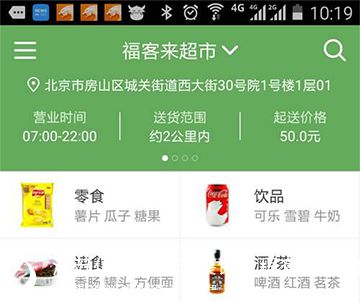 10:19
福客来超市
北京市房山区城关街道西大街30号院1号楼1层01
营业时间 送货范围 起送价格
07:00-22:00 约2公里内 50.0元
零食 饮品
薯片 瓜子 糖果 可乐 雪碧 牛奶
速食 酒/茶
香肠 罐头 方便面 啤酒 红酒 茗茶